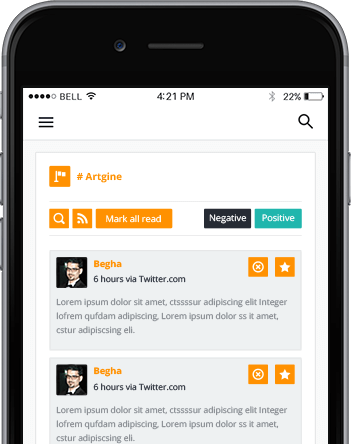 BELL 4:21 PM 22%
# Artgine
Mark all read Negative Positive
Begha
6 hours via Twitter.com
Lorem ipsum dolor sit amet, ctssssur adipiscing elit Integer
lofrem qufdam adipiscing, Lorem ipsum dolor ss it amet,
cstur adipiscsing eli.
Begha
6 hours via Twitter.com
Lorem ipsum dolor sit amet, ctssssur adipiscing elit Integer
lofrem qufdam adipiscing, Lorem ipsum dolor ss it amet,